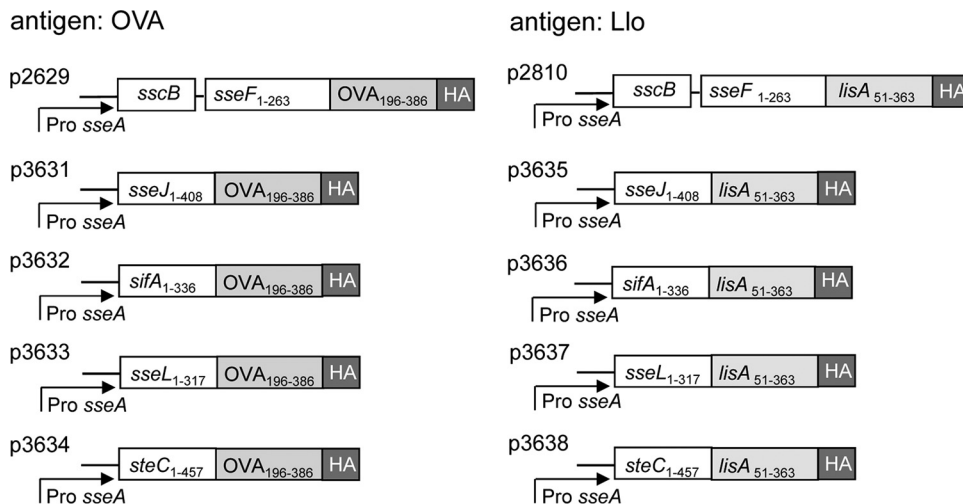 antigen: OVA
p2629
sscB sseF1-263 OVA196-386 HA
Pro sseA
p3631
sseJ1-408 OVA196-386 HA
Pro sseA
p3632
sifA1-336 OVA196-386 HA
Pro sseA
p3633
sseL1-317 OVA196-386 HA
Pro sseA
p3634
steC1-457 OVA196-386 HA
Pro sseA
antigen: Llo
p2810
sscB sseF 1-263 lisA 51-363 HA
Pro sseA
p3635
sseJ1-408 lisA 51-363 HA
Pro sseA
p3636
sifA1-336 lisA 51-363 HA
Pro sseA
p3637
sseL1-317 lisA 51-363 HA
Pro sseA
p3638
steC1-457 lisA 51-363 HA
Pro sseA